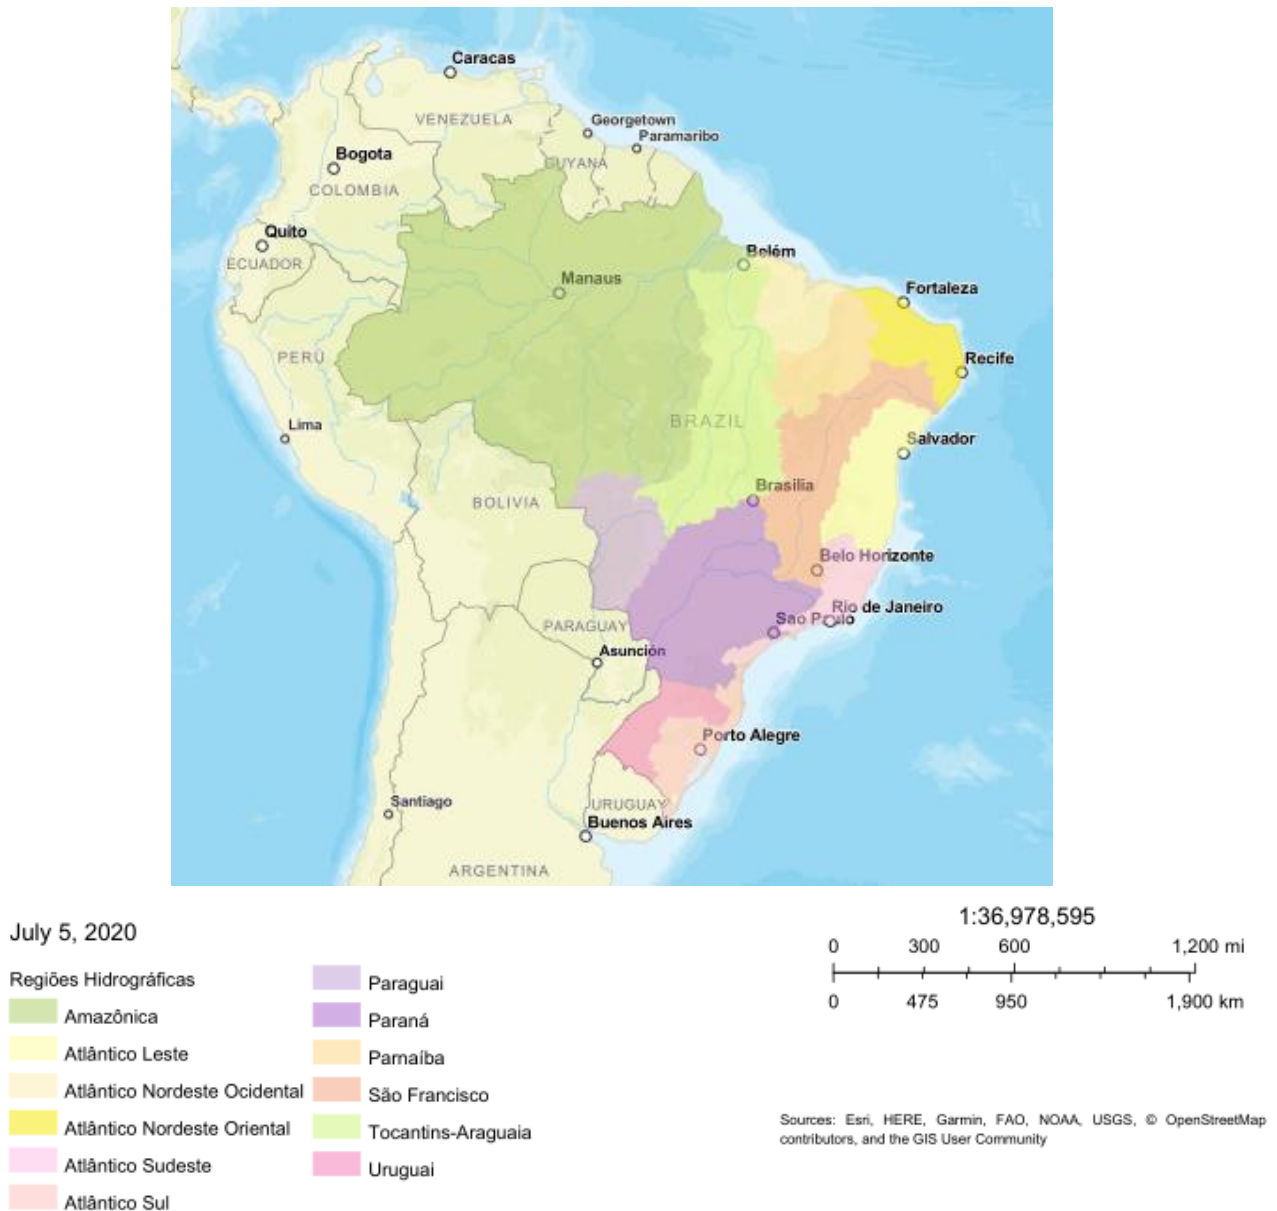 Caracas
VENEZUELA
Georgetown
Paramaribo
Bogota
GUYANA
COLOMBIA
Quito
ECUADOR
Belém
Manaus
Fortaleza
PERÚ
Recife
BRAZIL
Lima
Salvador
Brasilia
BOLIVIA
Belo Horizonte
Rio de Janeiro
Sao Paulo
PARAGUAY
Asunción
Porto Alegre
Santiago
URUGUAY
Buenos Aires
ARGENTINA
July 5, 2020
Regiões Hidrográficas
Amazônica
Atlântico Leste
Atlântico Nordeste Ocidental
Atlântico Nordeste Oriental
Atlântico Sudeste
Atlântico Sul
Paraguai
Paraná
Parnaíba
São Francisco
Tocantins-Araguaia
Uruguai
1:36,978,595
0 300 600 1,200 mi
0 475 950 1,900 km
Sources: Esri, HERE, Garmin, FAO, NOAA, USGS, © OpenStreetMap
contributors, and the GIS User Community